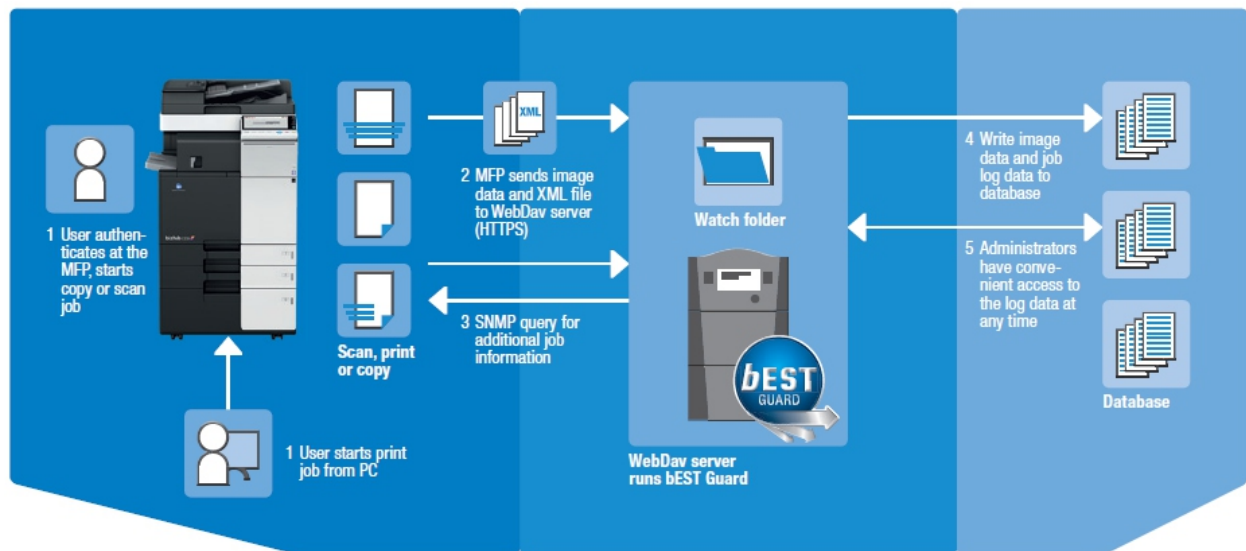 XML
1 User authen-
ticates at the
MFP, starts
copy or scan
job
2 MFP sends image
data and XML file
to WebDav server
(HTTPS)
Watch folder
4 Write image
data and job
log data to
database
5 Administrators
have conve-
nient access to
the log data at
any time
3 SNMP query for
additional job
information
Scan, print
or copy
bEST
GUARD
Database
1 User starts print
job from PC
WebDav server
runs bEST Guard